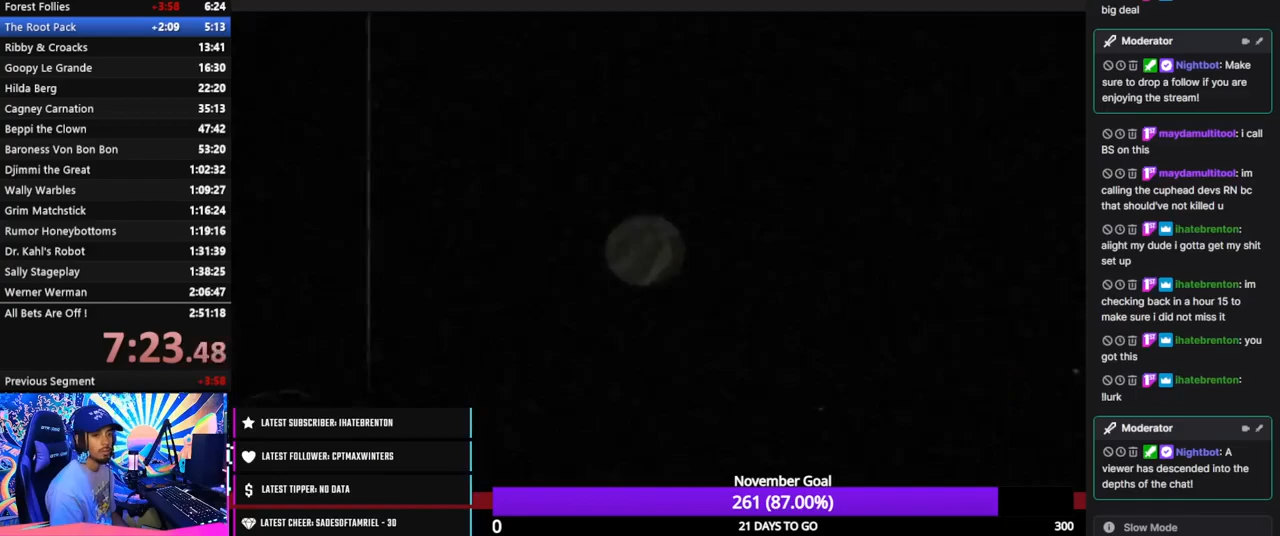 Forest Follies +3:58 6:24
The Root Pack +2:09 5:13
Ribby & Croacks 13:41
Goopy Le Grande 16:30
Hilda Berg 22:20
Cagney Carnation 35:13
Beppi the Clown 47:42
Baroness Von Bon Bon 53:20
Djimmi the Great 1:02:32
Wally Warbles 1:09:27
Grim Matchstick 1:16:24
Rumor Honeybottoms 1:19:16
Dr. Kahl's Robot 1:31:39
Sally Stageplay 1:38:25
Werner Werman 2:06:47
All Bets Are Off ! 2:51:18
7:23.48
Previous Segment +3:58
LATEST SUBSCRIBER: IHATEBRENTON
LATEST FOLLOWER: CPTMAXWINTERS
LATEST TIPPER: NO DATA
LATEST CHEER: SADESOFTAMRIEL - 30
November Goal
261 (87.00%)
0 21 DAYS TO GO 300
big deal
Moderator
Nightbot: Make
sure to drop a follow if you are
enjoying the stream!
maydamultitool: i call
BS on this
maydamultitool: im
calling the cuphead devs RN bc
that should've not killed u
ihatebrenton:
aiight my dude i gotta get my shit
set up
ihatebrenton: im
checking back in a hour 15 to
make sure i did not miss it
ihatebrenton: you
got this
ihatebrenton:
!lurk
Moderator
Nightbot: A
viewer has descended into the
depths of the chat!
Slow Mode